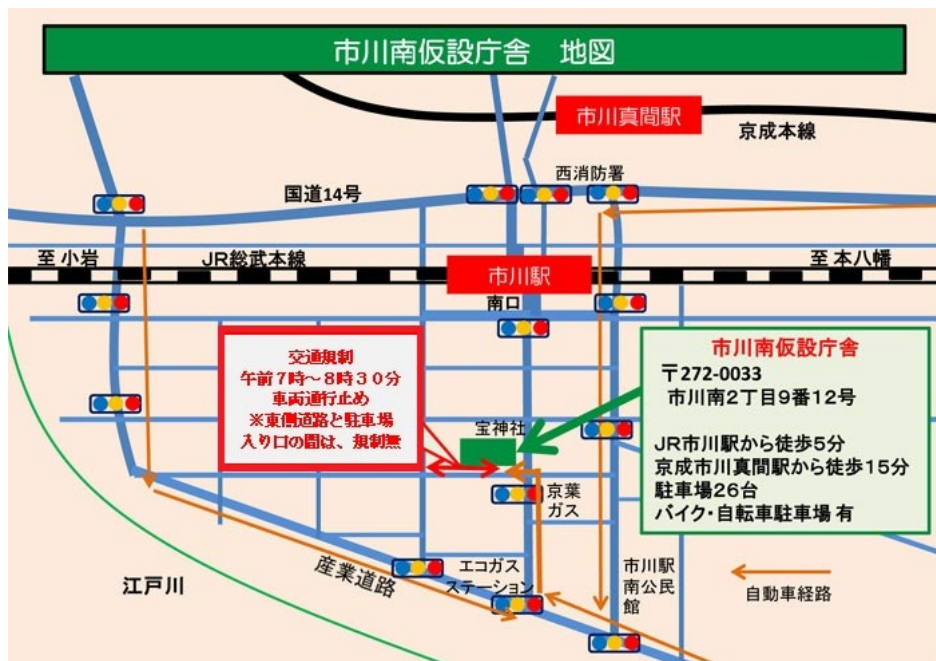 市川南仮設庁舎　地図
市川真間駅
京成本線
西消防署
国道14号
至 小岩
JR総武本線
市川駅
至 本八幡
南口
交通規制
午前７時～８時３０分
車両通行止め
※東側道路と駐車場
入り口の間は、規制無
市川南仮設庁舎
〒272-0033
市川南2丁目9番12号
JR市川駅から徒歩5分
京成市川真間駅から徒歩15分
駐車場26台
バイク・自転車駐車場 有
宝神社
京葉
ガス
エコガス
ステーション
市川駅
南公民
館
産業道路
江戸川
自動車経路